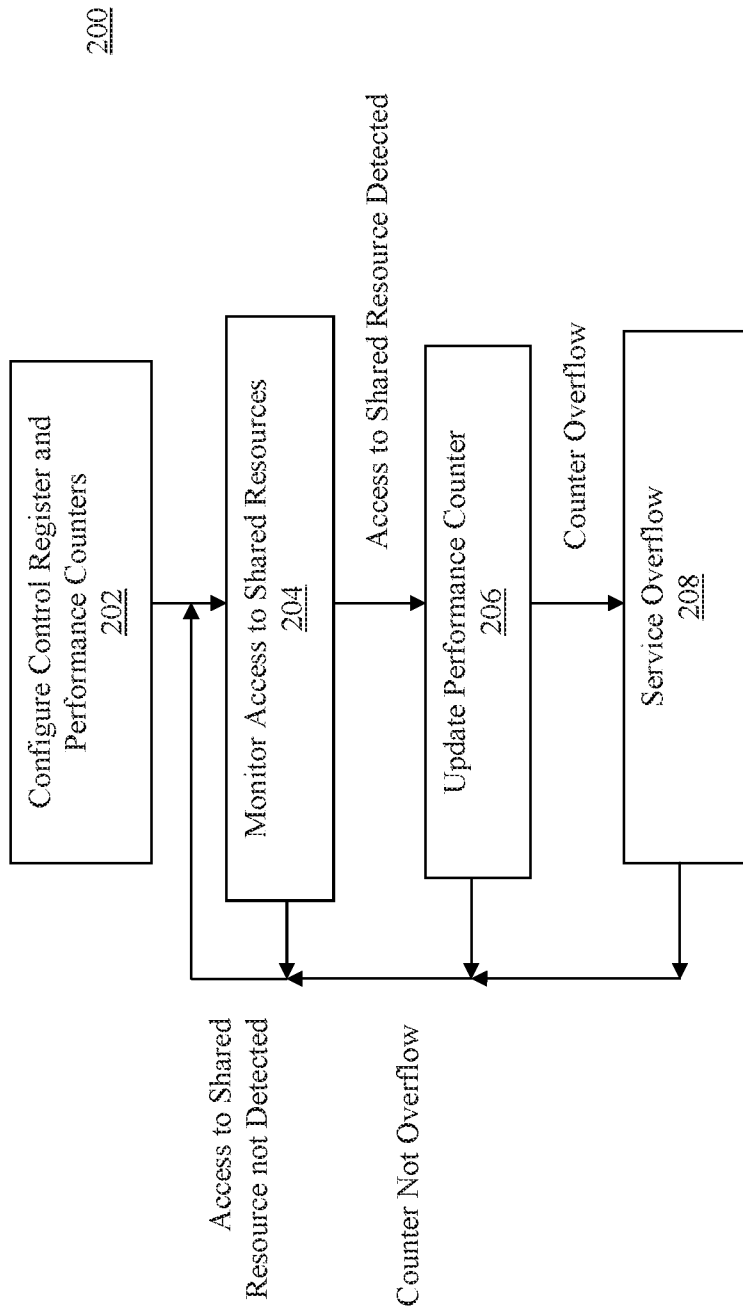 200
Configure Control Register and
Performance Counters
202
Monitor Access to Shared Resources
204
Access to Shared
Resource not Detected
Access to Shared Resource Detected
Update Performance Counter
206
Counter Not Overflow
Counter Overflow
Service Overflow
208